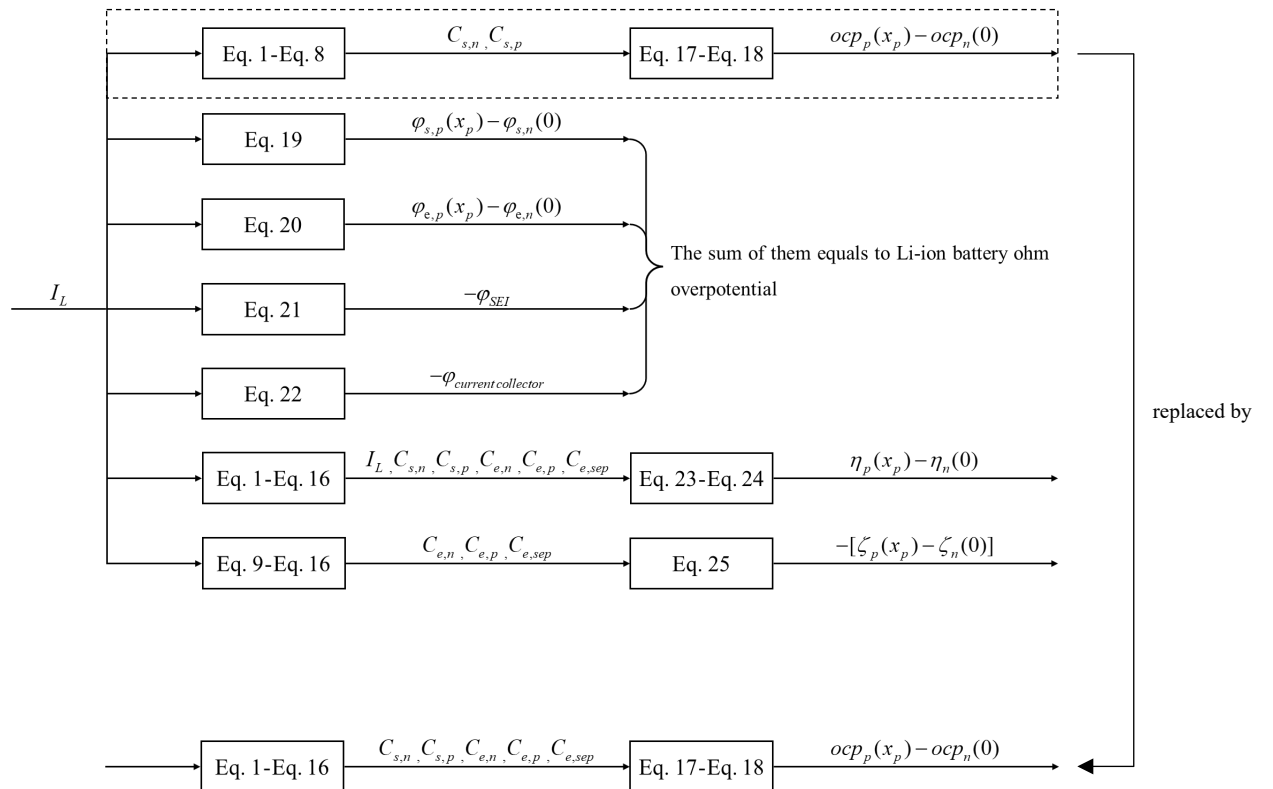 Eq. 1-Eq. 8
C_{s,n} ,C_{s,p}
Eq. 17-Eq. 18
ocp_p(x_p)−ocp_n(0)
Eq. 19
φ_{s,p}(x_p)−φ_{s,n}(0)
Eq. 20
φ_{e,p}(x_p)−φ_{e,n}(0)
The sum of them equals to Li-ion battery ohm
overpotential
I_L
Eq. 21
−φ_{SEI}
Eq. 22
−φ_{current collector}
replaced by
Eq. 1-Eq. 16
I_L ,C_{s,n} ,C_{s,p} ,C_{e,n} ,C_{e,p} ,C_{e,sep}
Eq. 23-Eq. 24
η_p(x_p)−η_n(0)
Eq. 9-Eq. 16
C_{e,n} ,C_{e,p} ,C_{e,sep}
Eq. 25
−[ζ_p(x_p)−ζ_n(0)]
Eq. 1-Eq. 16
C_{s,n} ,C_{s,p} ,C_{e,n} ,C_{e,p} ,C_{e,sep}
Eq. 17-Eq. 18
ocp_p(x_p)−ocp_n(0)